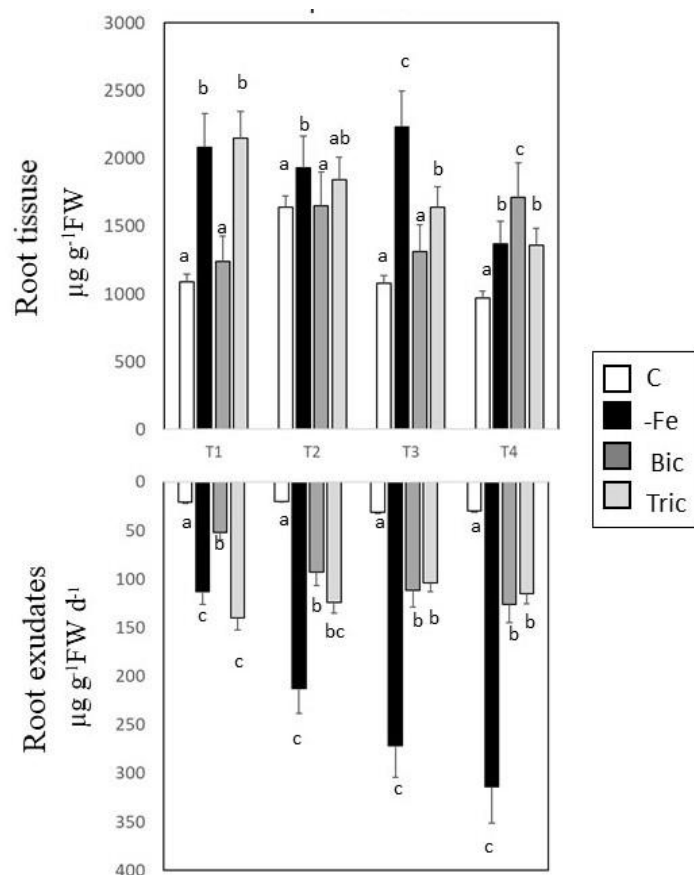 3000
2500
2000
1500
1000
500
0
Root tissuse
µg g-¹FW
b
b
a
a
b
ab
a
a
c
b
a
a
c
b
b
a
T1
T2
T3
T4
C
-Fe
Bic
Tric
0
50
100
150
200
250
300
350
400
Root exudates
µg g-¹FW d-¹
a
b
c
c
a
b
bc
c
a
b
b
c
a
b
b
c